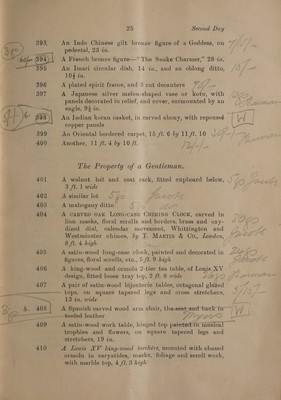 25
Second Day
393 An Indo Chinese gilt bronze figure of a Goddess, on
pedestal, 23 in.
394 A French bronze figure—"The Snake Charmer," 28 in.
395 An Imari circular dish, 14 in., and an oblong ditto,
10½ in.
396 A plated spirit frame, and 3 cut decanters
397 A Japanese silver melon-shaped vase or koro, with
panels decorated in relief, and cover, surmounted by an
eagle, 9½ in.
398 An Indian koran casket, in carved ebony, with repoussé
copper panels
W
399 An Oriental bordered carpet, 15 ft. 6 by 11 ft. 10
400 Another, 11 ft. 4 by 10 ft.
The Property of a Gentleman.
401 A walnut hat and coat rack, fitted cupboard below,
3 ft. 1 wide
402 A similar lot
403 A mahogany ditto
404 A CARVED OAK LONG-CASE CHIMING CLOCK, carved in
lion masks, floral scrolls and borders, brass and oxy-
dised dial, calendar movement, Whittington and
Westminster chimes, by T. MARTIN & CO., London,
8 ft. 4 high
405 A satin-wood long-case clock, painted and decorated in
figures, floral scrolls, etc., 5 ft. 9 high
406 A king-wood and ormolu 2-tier tea table, of Louis XV
design, fitted loose tray top, 2 ft. 8 wide
407 A pair of satin-wood bijouterie tables, octagonal glazed
tops, on square tapered legs and cross stretchers,
13 in. wide
408 A Spanish carved wood arm chair, the seat and back in
tooled leather
W
409 A satin-wood work table, hinged top painted in musical
trophies and flowers, on square tapered legs and
stretchers, 19 in.
410 A Louis XV king-wood torchère, mounted with chased
ormolu in caryatides, masks, foliage and scroll work,
with marble top, 4 ft. 3 high